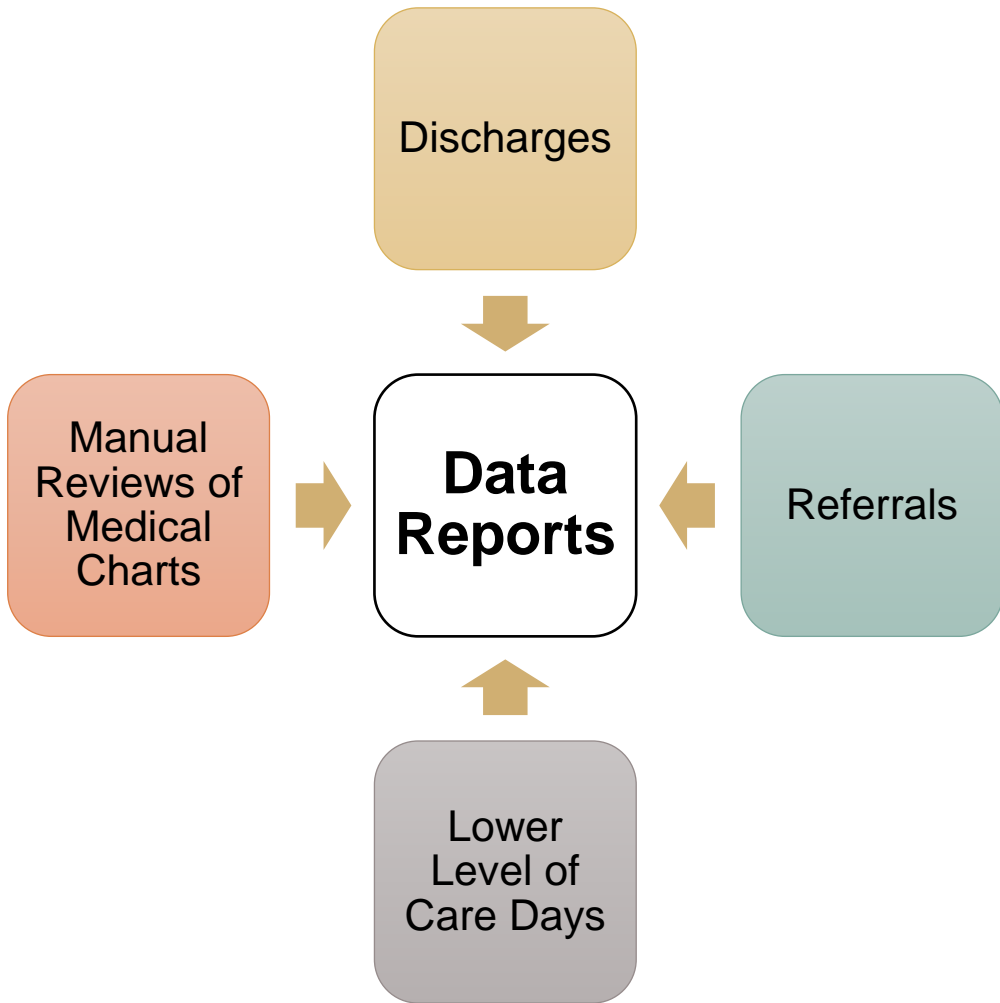 Discharges
Manual
Reviews of
Medical
Charts
Data
Reports
Referrals
Lower
Level of
Care Days